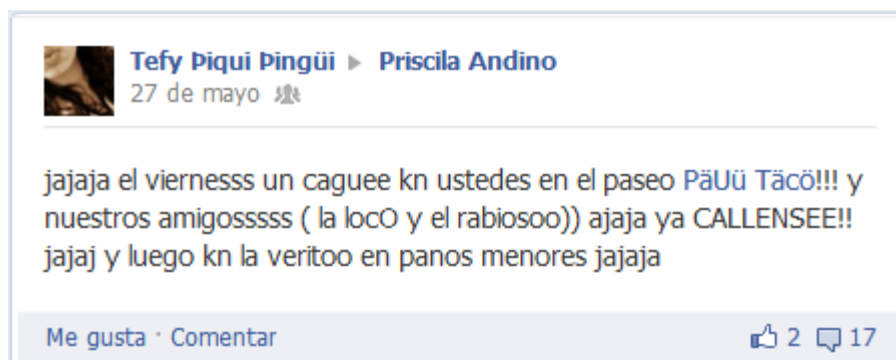 Tefy Þiqui Þingüi ▶ Priscila Andino
27 de mayo
jajaja el viernesss un caguee kn ustedes en el paseo PäUü Täcö!!! y
nuestros amigosssss ( la locO y el rabiosoo)) ajaja ya CALLENSEE!!
jajaj y luego kn la veritoo en panos menores jajaja
Me gusta · Comentar 2 17